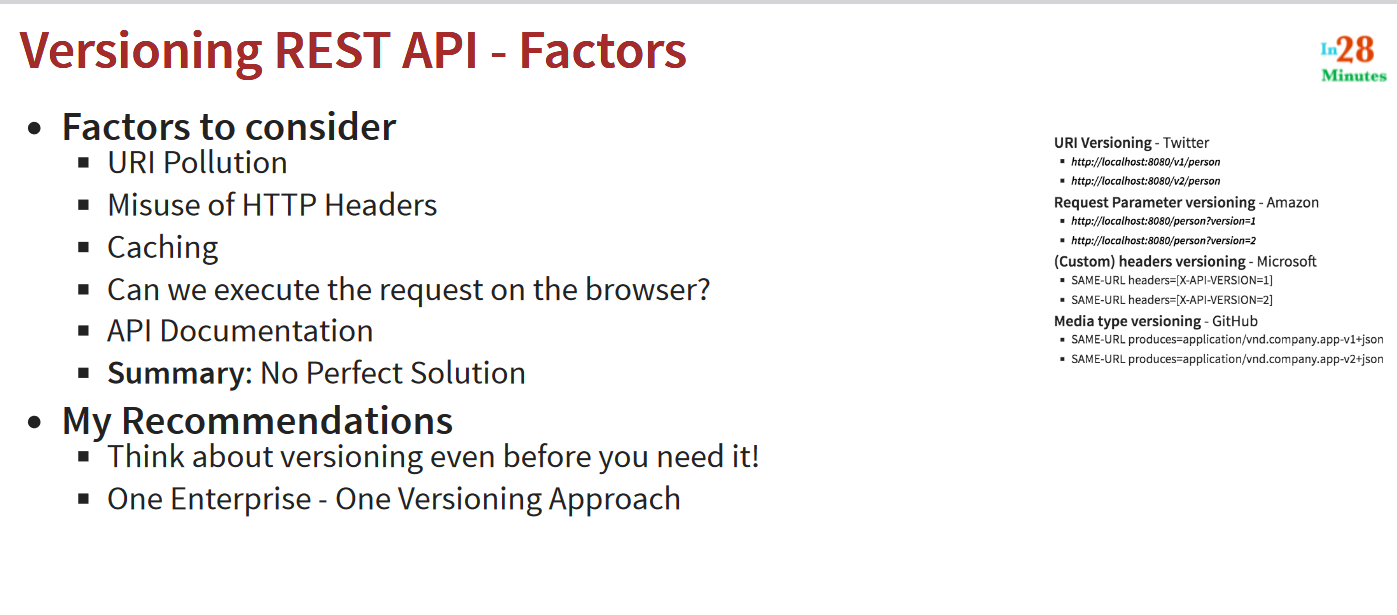 Versioning REST API - Factors
In28
Minutes
• Factors to consider
▪ URI Pollution
▪ Misuse of HTTP Headers
▪ Caching
▪ Can we execute the request on the browser?
▪ API Documentation
▪ Summary: No Perfect Solution
• My Recommendations
▪ Think about versioning even before you need it!
▪ One Enterprise - One Versioning Approach
URI Versioning - Twitter
▪ http://localhost:8080/v1/person
▪ http://localhost:8080/v2/person
Request Parameter versioning - Amazon
▪ http://localhost:8080/person?version=1
▪ http://localhost:8080/person?version=2
(Custom) headers versioning - Microsoft
▪ SAME-URL headers=[X-API-VERSION=1]
▪ SAME-URL headers=[X-API-VERSION=2]
Media type versioning - GitHub
▪ SAME-URL produces=application/vnd.company.app-v1+json
▪ SAME-URL produces=application/vnd.company.app-v2+json